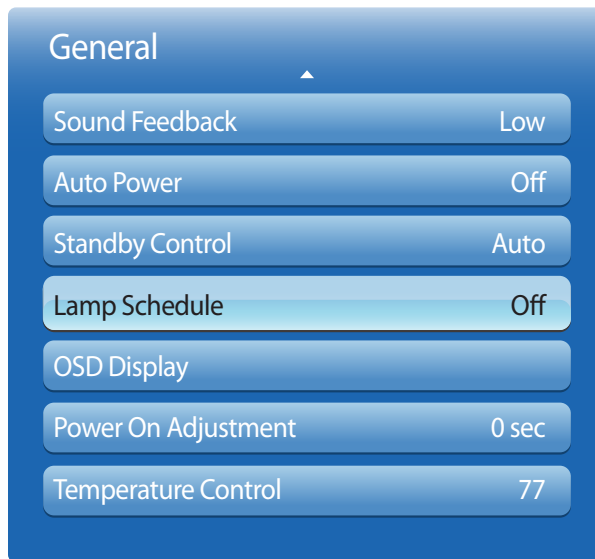 General
Sound Feedback Low
Auto Power Off
Standby Control Auto
Lamp Schedule Off
OSD Display
Power On Adjustment 0 sec
Temperature Control 77